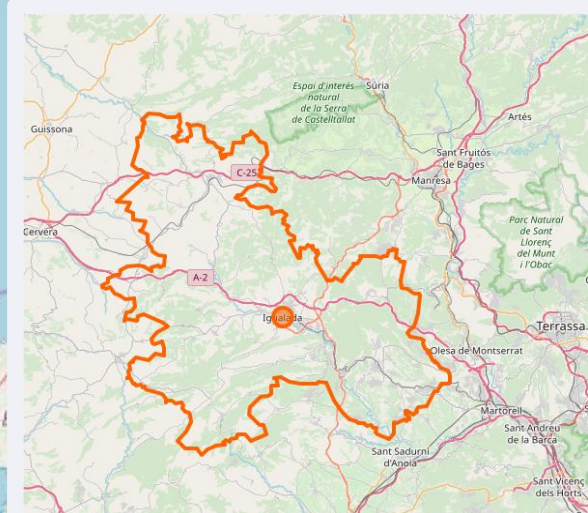 Espai d'interès
natural
de la Serra
de Castelltallat
Súria
Artés
Guissona
Sant Fruitós
de Bages
C-25
Manresa
Parc Natural
de Sant
Llorenç
del Munt
i l'Obac
Cervera
A-2
Igualada
Terrassa
Olesa de Montserrat
Martorell
Sant Andreu
de la Barca
Sant Sadurní
d'Anoia
Sant Vicenç
dels Horts